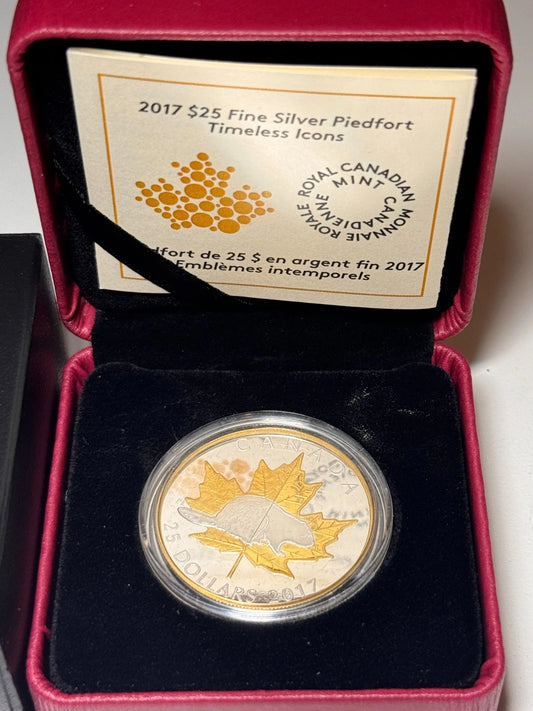 2017 $25 Fine Silver Piedfort
Timeless Icons
ROYAL CANADIAN MINT
MONNAIE ROYALE CANADIENNE
dfort de 25 $ en argent fin 2017
Emblèmes intemporels
CANADA
25 DOLLARS 2017